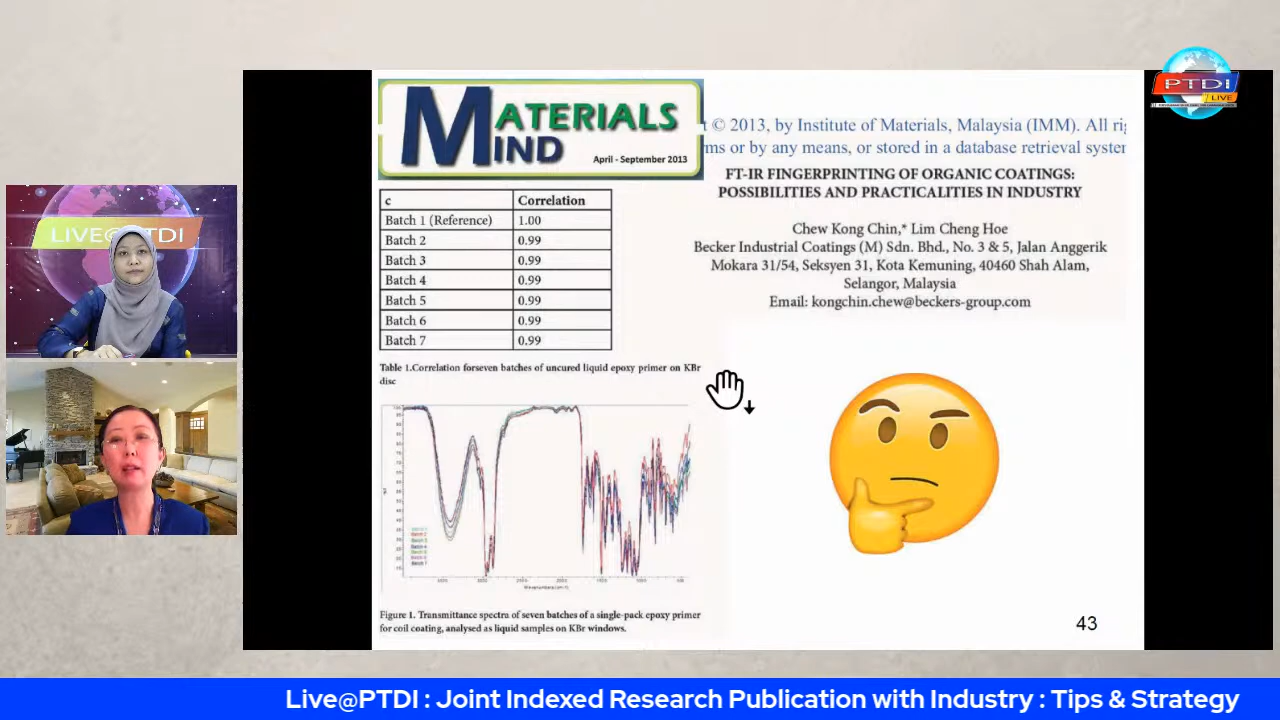 PTDI
LIVE
LIVE@PTDI
MATERIALS
MIND
April - September 2013
t © 2013, by Institute of Materials, Malaysia (IMM). All rig
ms or by any means, or stored in a database retrieval system
FT-IR FINGERPRINTING OF ORGANIC COATINGS:
POSSIBILITIES AND PRACTICALITIES IN INDUSTRY
Chew Kong Chin,* Lim Cheng Hoe
Becker Industrial Coatings (M) Sdn. Bhd., No. 3 & 5, Jalan Anggerik
Mokara 31/54, Seksyen 31, Kota Kemuning, 40460 Shah Alam,
Selangor, Malaysia
Email: kongchin.chew@beckers-group.com
c Correlation
Batch 1 (Reference) 1.00
Batch 2 0.99
Batch 3 0.99
Batch 4 0.99
Batch 5 0.99
Batch 6 0.99
Batch 7 0.99
Table 1.Correlation forseven batches of uncured liquid epoxy primer on KBr
disc
Figure 1. Transmittance spectra of seven batches of a single-pack epoxy primer
for coil coating, analysed as liquid samples on KBr windows.
43
Live@PTDI : Joint Indexed Research Publication with Industry : Tips & Strategy